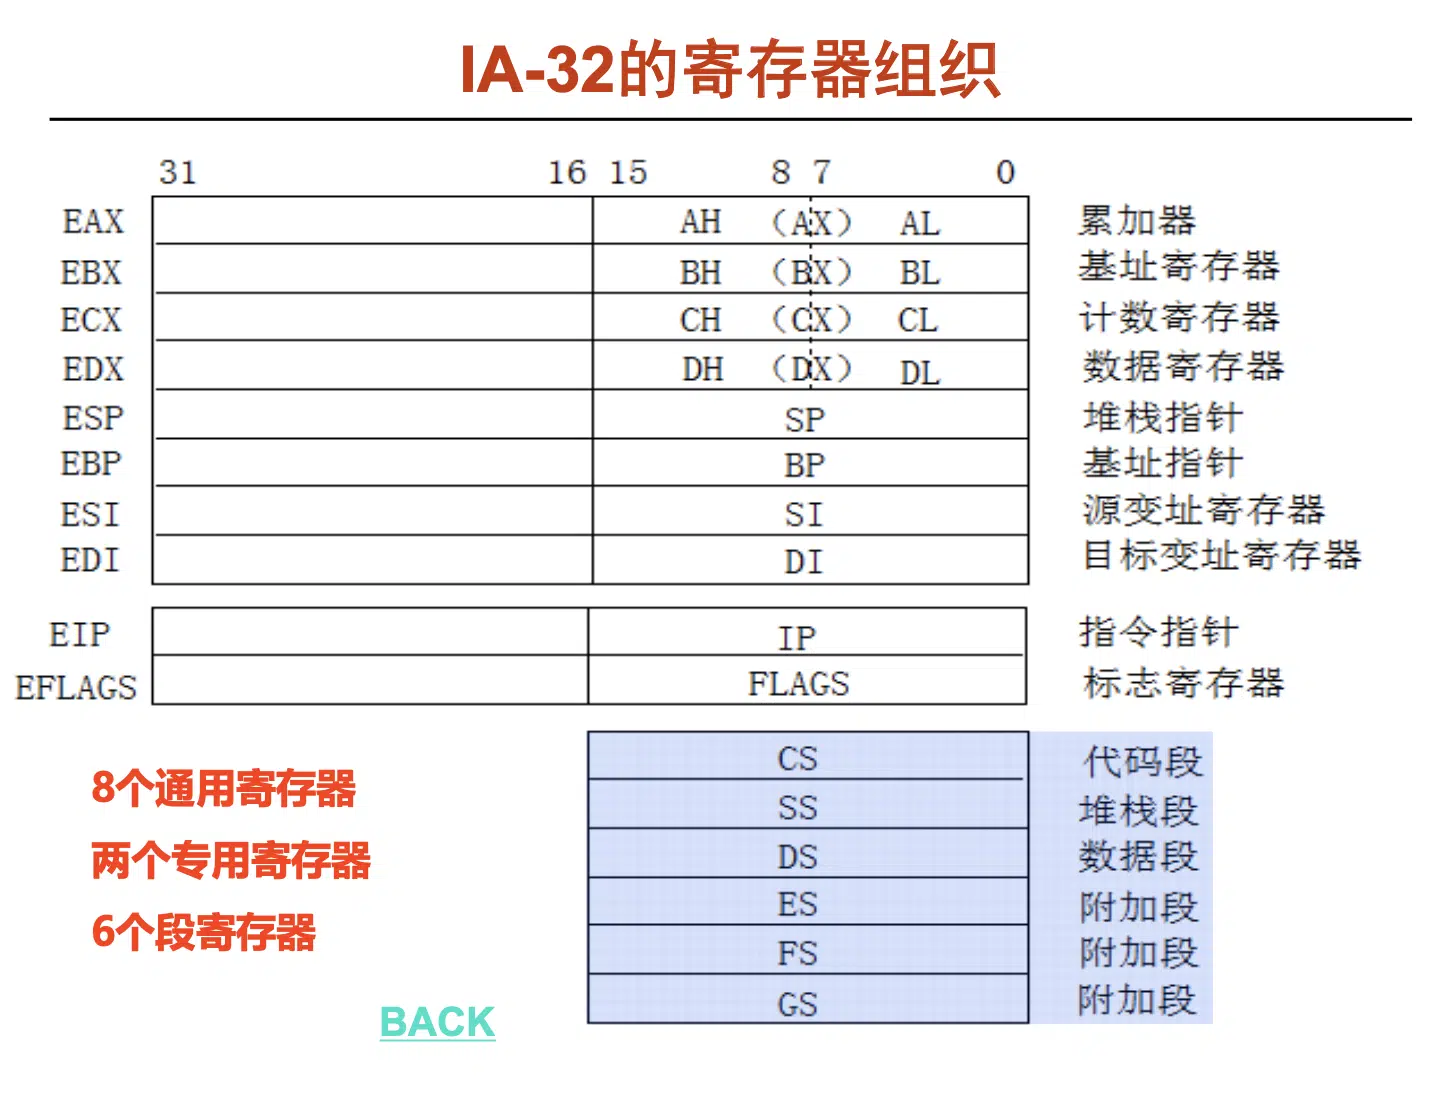 IA-32的寄存器组织
31 16 15 8 7 0
EAX AH (AX) AL 累加器
EBX BH (BX) BL 基址寄存器
ECX CH (CX) CL 计数寄存器
EDX DH (DX) DL 数据寄存器
ESP SP 堆栈指针
EBP BP 基址指针
ESI SI 源变址寄存器
EDI DI 目标变址寄存器
EIP IP 指令指针
EFLAGS FLAGS 标志寄存器
CS 代码段
SS 堆栈段
DS 数据段
ES 附加段
FS 附加段
GS 附加段
8个通用寄存器
两个专用寄存器
6个段寄存器
BACK